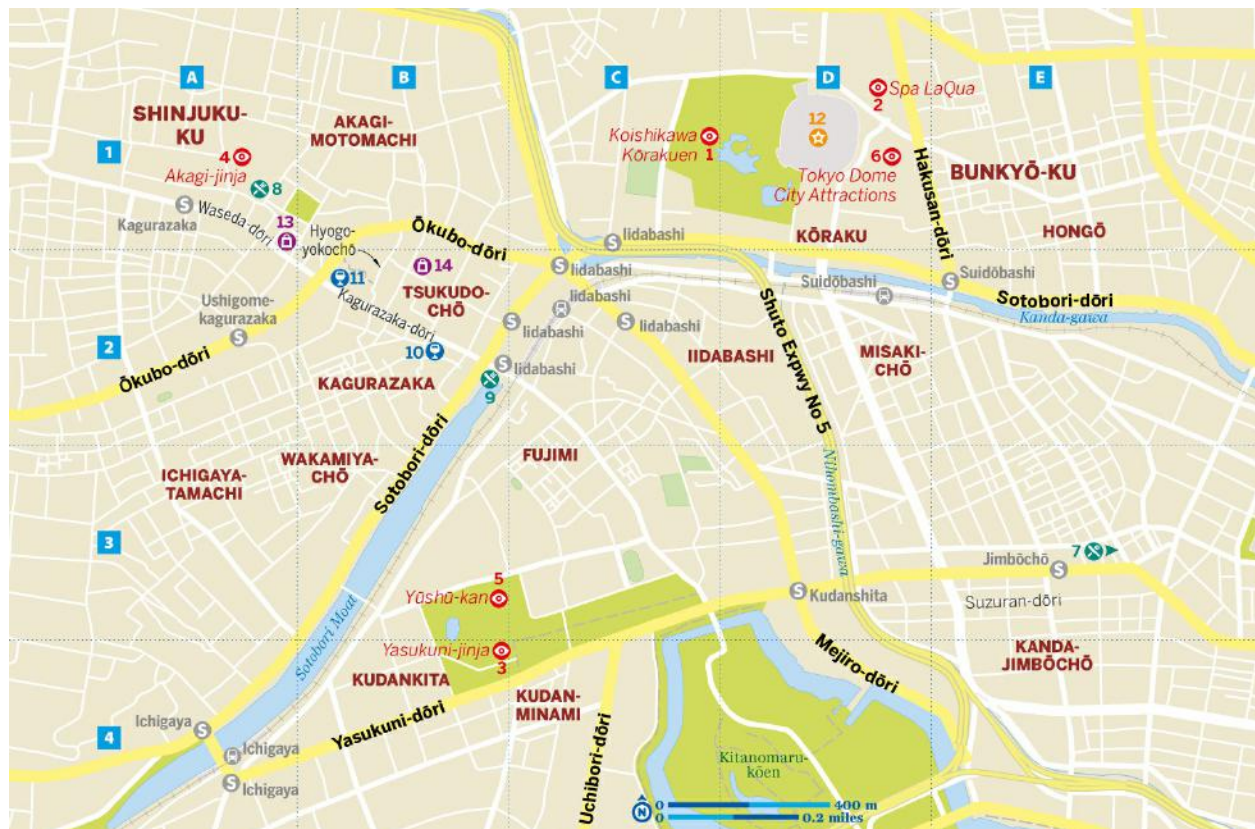 A
B
C
D
E
SHINJUKU-
KU
AKAGI-
MOTOMACHI
1
4
Akagi-jinja
8
Kagurazaka
Waseda-dōri
13
Hyogo-
yokochō
Ōkubo-dōri
Koishikawa
Kōrakuen
1
12
Spa LaQua
2
6
Tokyo Dome
City Attractions
Hakusan-dōri
BUNKYŌ-KU
KŌRAKU
HONGŌ
Iidabashi
Iidabashi
Iidabashi
Iidabashi
Iidabashi
Iidabashi
11
14
TSUKUDO-
CHŌ
Ushigome-
kagurazaka
Kagurazaka-dōri
2
10
Ōkubo-dōri
KAGURAZAKA
9
IIDABASHI
Shuto Expwy No 5
Suidōbashi
Suidōbashi
Sotobori-dōri
Kanda-gawa
MISAKI-
CHŌ
ICHIGAYA-
TAMACHI
WAKAMIYA-
CHŌ
Sotobori-dōri
FUJIMI
Nihombashi-gawa
3
7
Jimbōchō
Suzuran-dōri
5
Yūshū-kan
Kudanshita
Sotobori Moat
Yasukuni-jinja
3
KUDANKITA
KUDAN-
MINAMI
Mejiro-dōri
KANDA-
JIMBŌCHŌ
4
Ichigaya
Ichigaya
Ichigaya
Yasukuni-dōri
Uchibori-dōri
Kitanomaru-
kōen
N
0
400 m
0
0.2 miles